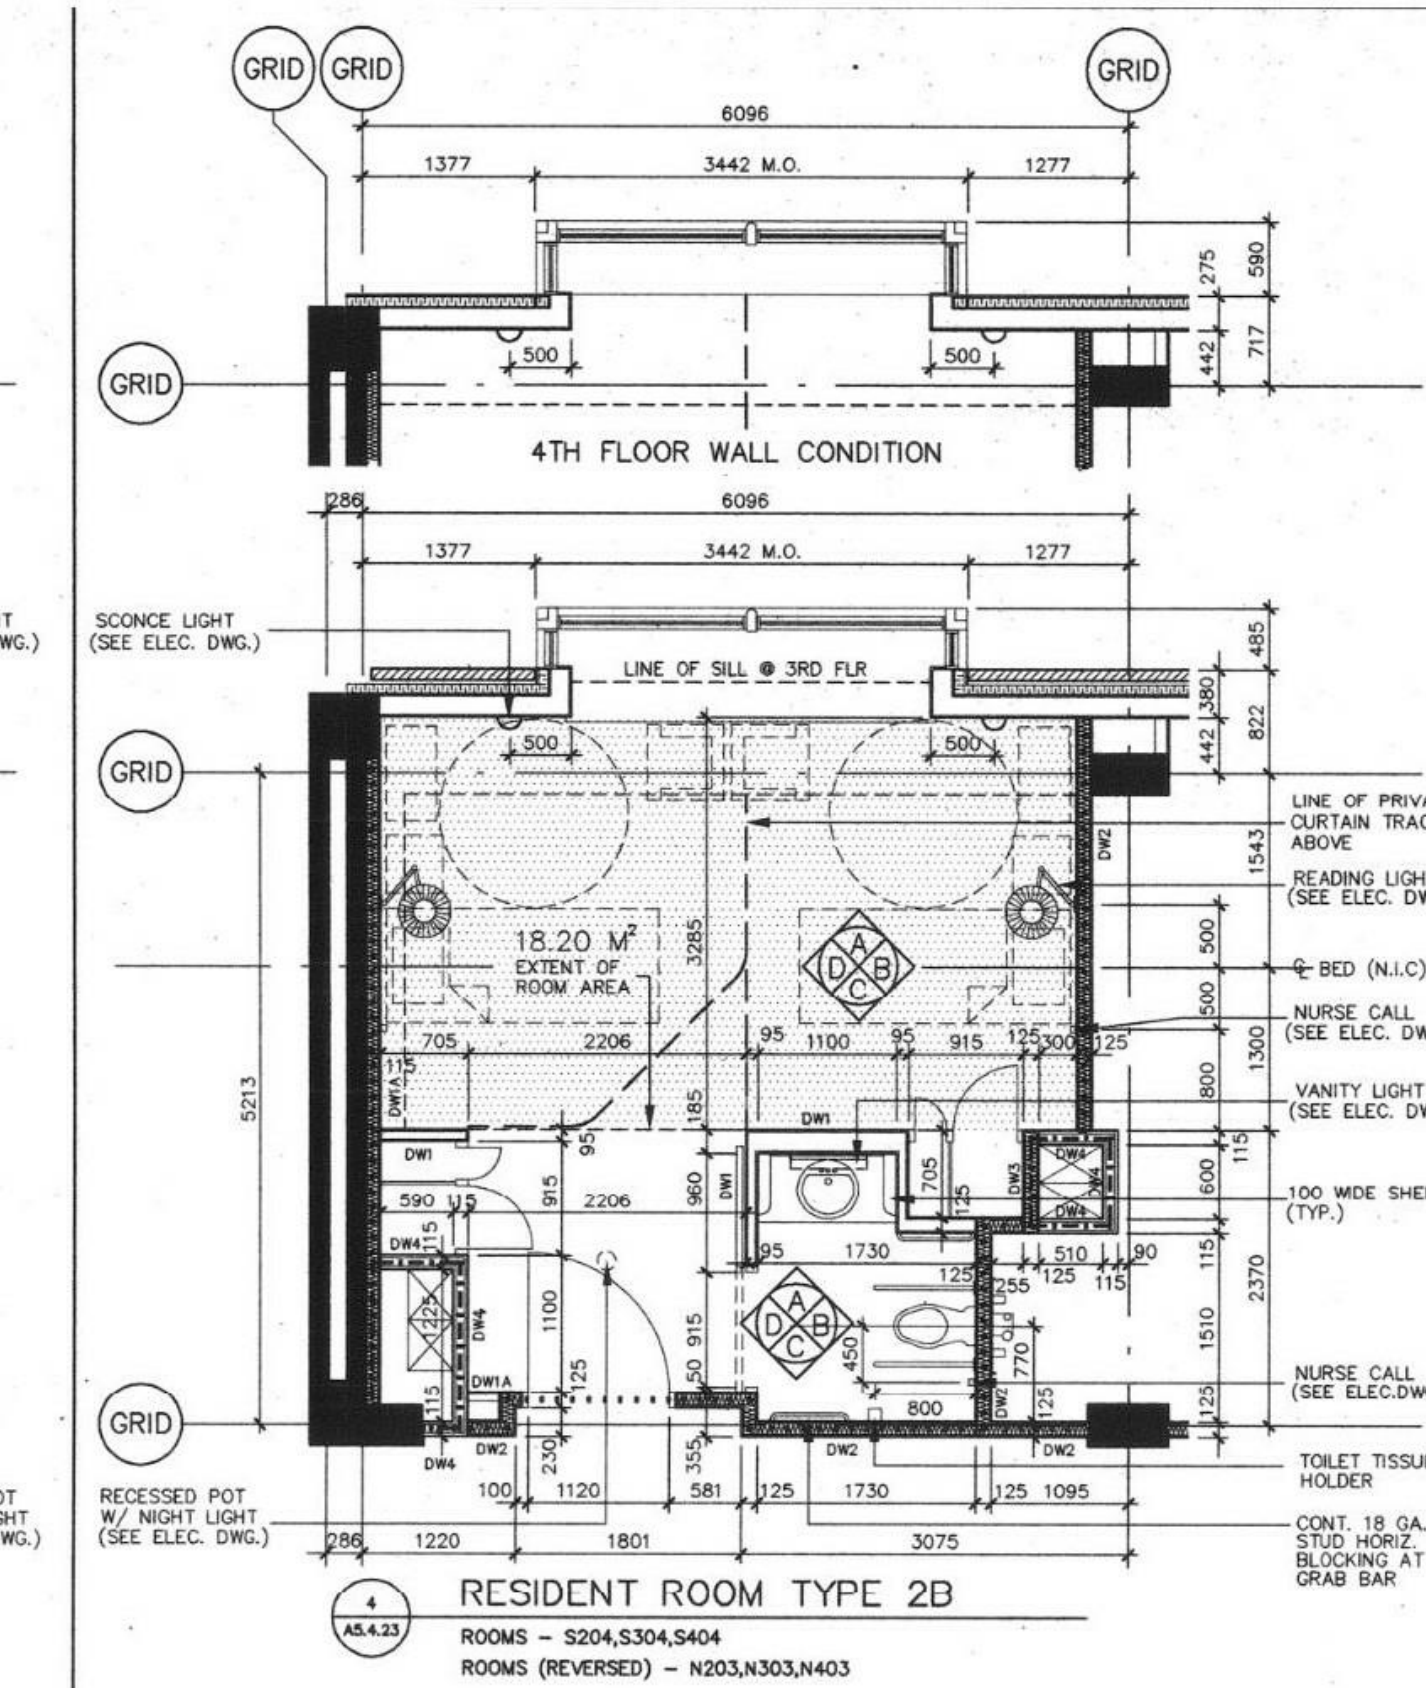 GRID GRID GRID
6096
1377 3442 M.O. 1277
275 590
500 500
442 717
GRID
4TH FLOOR WALL CONDITION
286 6096
1377 3442 M.O. 1277
SCONCE LIGHT
(SEE ELEC. DWG.)
T
WG.)
485
LINE OF SILL @ 3RD FLR
380 822
500 500
442
GRID
LINE OF PRIVA
CURTAIN TRAC
ABOVE
DW2
1543
READING LIGH
(SEE ELEC. DW
A
D B
C
18.20 M²
EXTENT OF
ROOM AREA
3285
500
℄ BED (N.I.C)
500
NURSE CALL
(SEE ELEC. DW
705 2206 95 1100 95 915 125 300 125
115
1300
DW1A
5213
185
800
VANITY LIGHT
(SEE ELEC. DW
DW1
95
115
DW1
DW4
915 960 DW1 705 DW3 DW4 600
590 115 2206 125
DW4
100 WIDE SHE
(TYP.)
DW4 115
95 1730 510 90
125 255 125 115 115
2370
1225 1100
DW4
A
D B
C
915 450 770 1510
DW1A 125 50
NURSE CALL
(SEE ELEC.DW
115 800 DW2 125 125
GRID
DW4 DW2 230 355 DW2 DW2
TOILET TISSU
HOLDER
OT
GHT
WG.)
RECESSED POT
W/ NIGHT LIGHT
(SEE ELEC. DWG.)
100 1120 581 125 1730 125 1095
CONT. 18 GA.
STUD HORIZ.
BLOCKING AT
GRAB BAR
286 1220 1801 3075
4
A5.4.23
RESIDENT ROOM TYPE 2B
ROOMS – S204,S304,S404
ROOMS (REVERSED) – N203,N303,N403